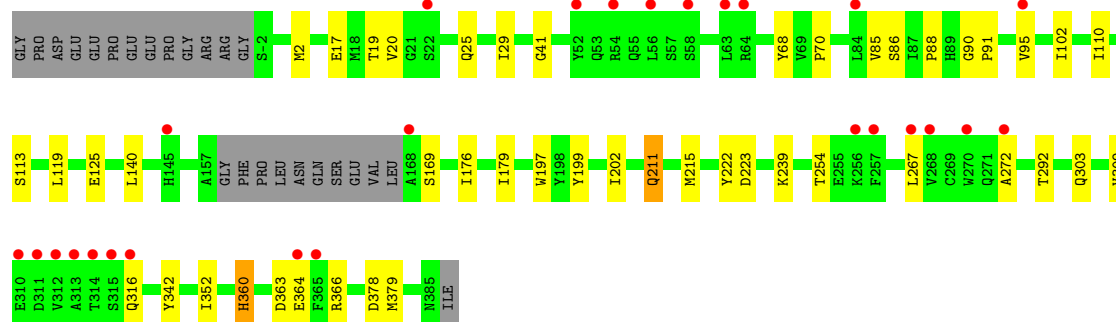 GLY PRO ASP GLU GLU PRO GLU GLU PRO GLY ARG ARG GLY S-2 M2 E17 M18 T19 V20 G21 S22 Q25 I29 G41 Y52 Q53 R54 Q55 L56 S57 S58 L63 R64 Y68 V69 P70 L84 V85 S86 I87 P88 H89 G90 P91 V95 I102 I110
S113 L119 E125 L140 H145 A157 GLY PHE PRO LEU ASN GLN SER GLU VAL LEU A168 S169 I176 I179 W197 Y198 Y199 I202 Q211 M215 Y222 D223 K239 T254 E255 K256 F257 L267 V268 C269 W270 Q271 A272 T292 Q303
E310 D311 V312 A313 T314 S315 Q316 Y342 I352 H360 D363 E364 F365 R366 D378 M379 N385 ILE